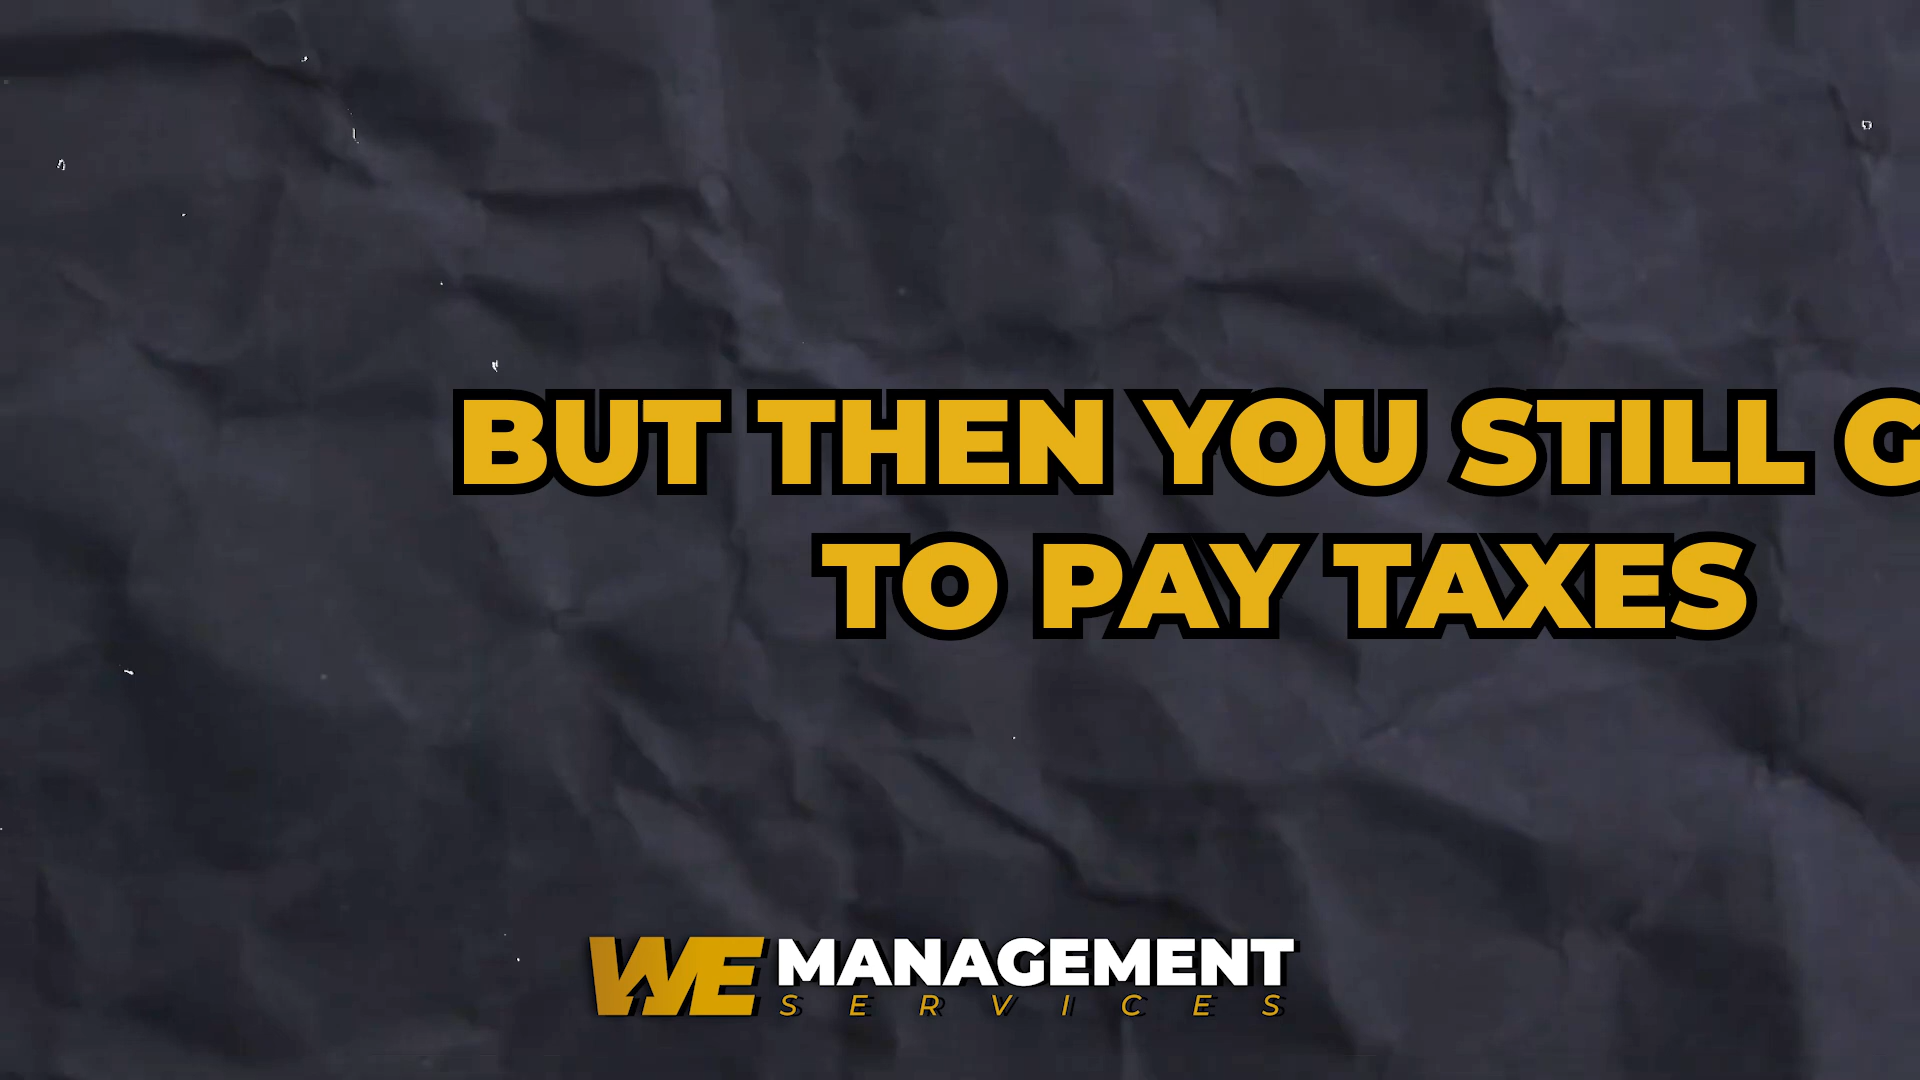 BUT THEN YOU STILL G
TO PAY TAXES
WE MANAGEMENT
SERVICES